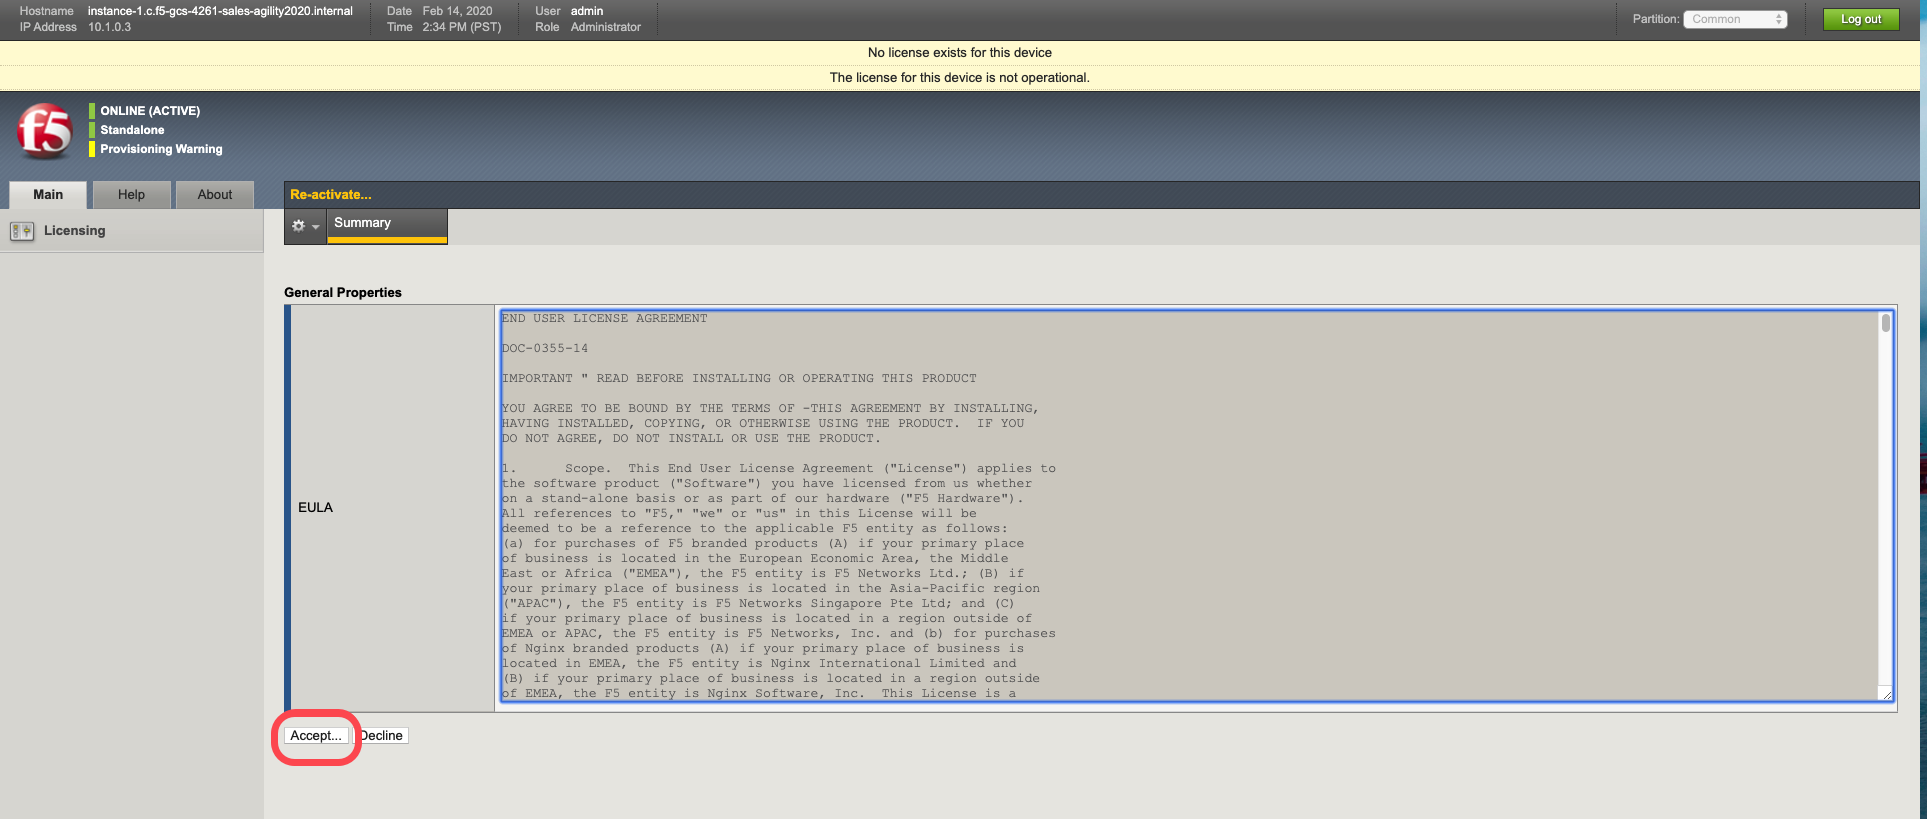 Hostname instance-1.c.f5-gcs-4261-sales-agility2020.internal Date Feb 14, 2020 User admin
IP Address 10.1.0.3 Time 2:34 PM (PST) Role Administrator
Partition: Common Log out
No license exists for this device
The license for this device is not operational.
f5
ONLINE (ACTIVE)
Standalone
Provisioning Warning
Main Help About
Re-activate...
Licensing
Summary
General Properties
EULA
END USER LICENSE AGREEMENT
DOC-0355-14
IMPORTANT " READ BEFORE INSTALLING OR OPERATING THIS PRODUCT
YOU AGREE TO BE BOUND BY THE TERMS OF -THIS AGREEMENT BY INSTALLING,
HAVING INSTALLED, COPYING, OR OTHERWISE USING THE PRODUCT.  IF YOU
DO NOT AGREE, DO NOT INSTALL OR USE THE PRODUCT.
1.      Scope.  This End User License Agreement ("License") applies to
the software product ("Software") you have licensed from us whether
on a stand-alone basis or as part of our hardware ("F5 Hardware").
All references to "F5," "we" or "us" in this License will be
deemed to be a reference to the applicable F5 entity as follows:
(a) for purchases of F5 branded products (A) if your primary place
of business is located in the European Economic Area, the Middle
East or Africa ("EMEA"), the F5 entity is F5 Networks Ltd.; (B) if
your primary place of business is located in the Asia-Pacific region
("APAC"), the F5 entity is F5 Networks Singapore Pte Ltd; and (C)
if your primary place of business is located in a region outside of
EMEA or APAC, the F5 entity is F5 Networks, Inc. and (b) for purchases
of Nginx branded products (A) if your primary place of business is
located in EMEA, the F5 entity is Nginx International Limited and
(B) if your primary place of business is located in a region outside
of EMEA, the F5 entity is Nginx Software, Inc.  This License is a
Accept... Decline